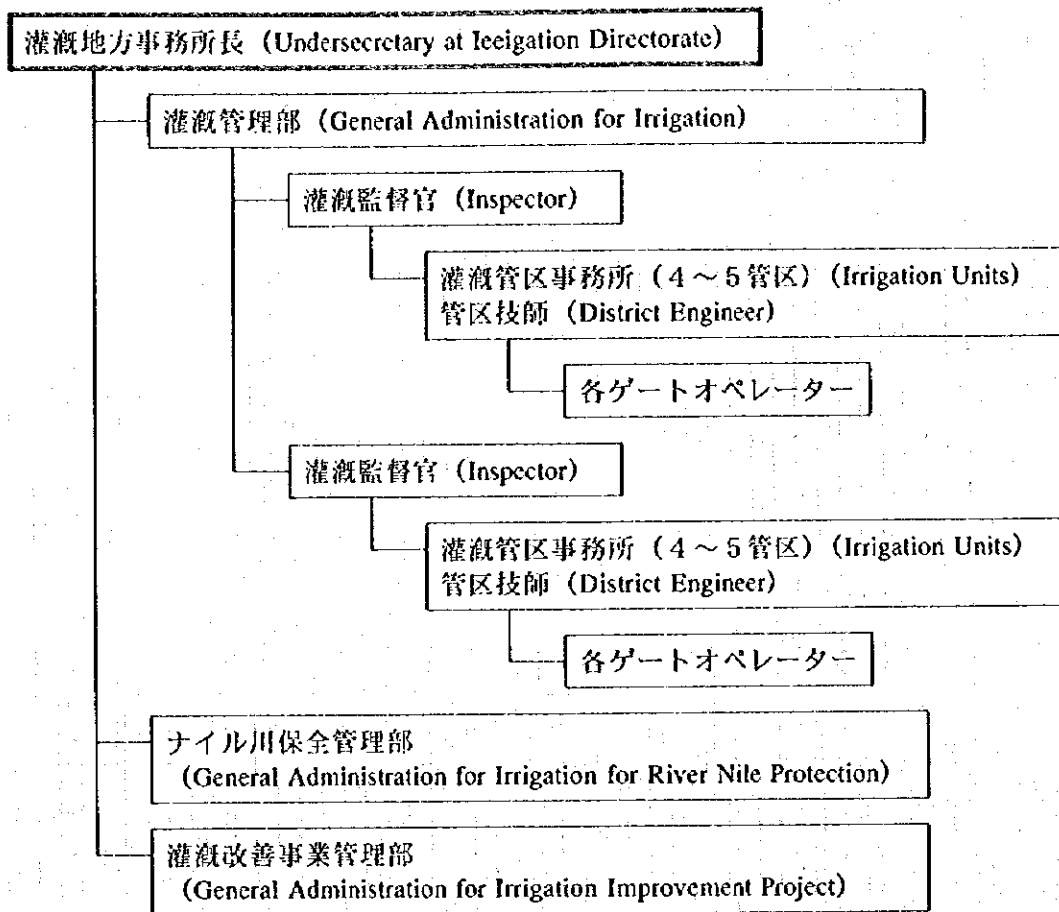 灌漑地方事務所長 (Undersecretary at Iceigation Directorate)
灌漑管理部 (General Administration for Irrigation)
灌漑監督官 (Inspector)
灌漑管区事務所 (4～5管区) (Irrigation Units)
管区技師 (District Engineer)
各ゲートオペレーター
灌漑監督官 (Inspector)
灌漑管区事務所 (4～5管区) (Irrigation Units)
管区技師 (District Engineer)
各ゲートオペレーター
ナイル川保全管理部
(General Administration for Irrigation for River Nile Protection)
灌漑改善事業管理部
(General Administration for Irrigation Improvement Project)